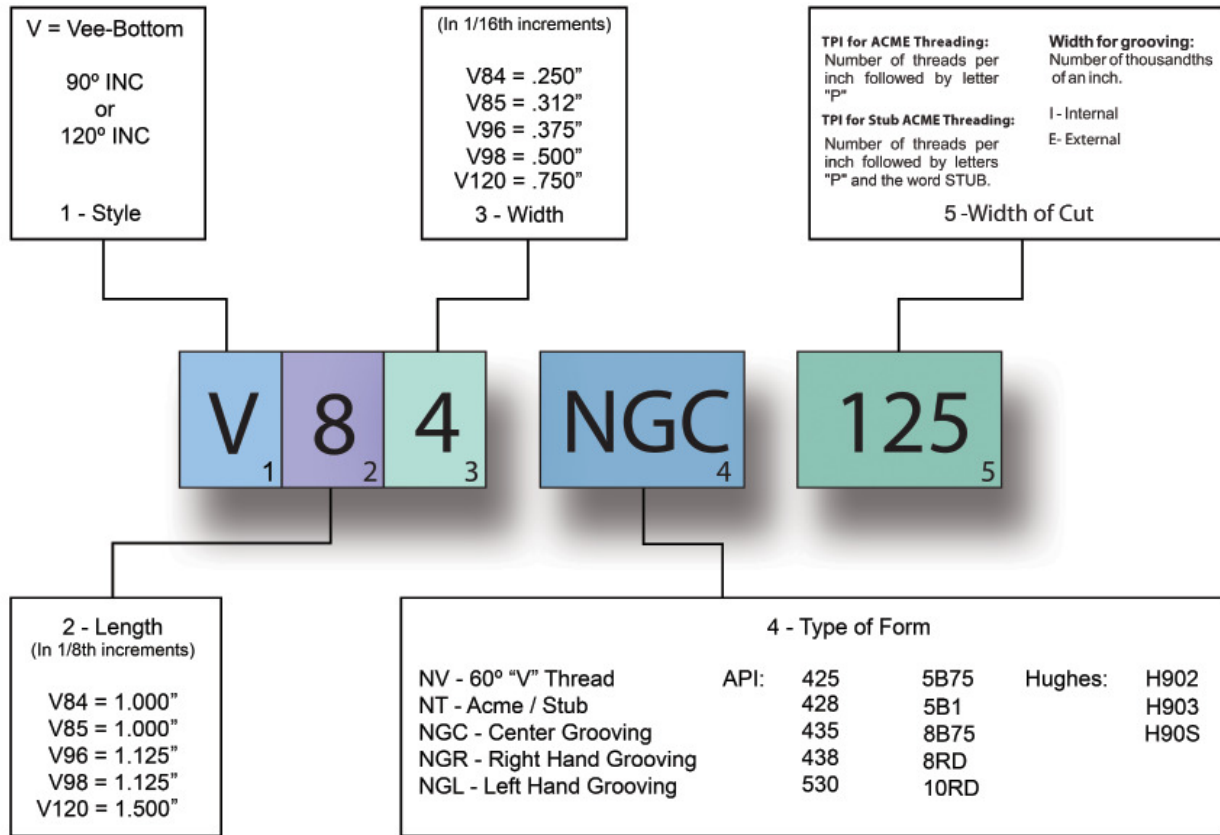 V = Vee-Bottom
90º INC
or
120º INC
1 - Style
(In 1/16th increments)
V84 = .250”
V85 = .312”
V96 = .375”
V98 = .500”
V120 = .750”
3 - Width
TPI for ACME Threading:
Number of threads per
inch followed by letter
"P"
TPI for Stub ACME Threading:
Number of threads per
inch followed by letters
"P" and the word STUB.
Width for grooving:
Number of thousandths
of an inch.
I - Internal
E- External
5 -Width of Cut
V 1 8 2 4 3 NGC 4 125 5
2 - Length
(In 1/8th increments)
V84 = 1.000”
V85 = 1.000”
V96 = 1.125”
V98 = 1.125”
V120 = 1.500”
4 - Type of Form
NV - 60º “V” Thread API: 425 5B75 Hughes: H902
NT - Acme / Stub 428 5B1 H903
NGC - Center Grooving 435 8B75 H90S
NGR - Right Hand Grooving 438 8RD
NGL - Left Hand Grooving 530 10RD